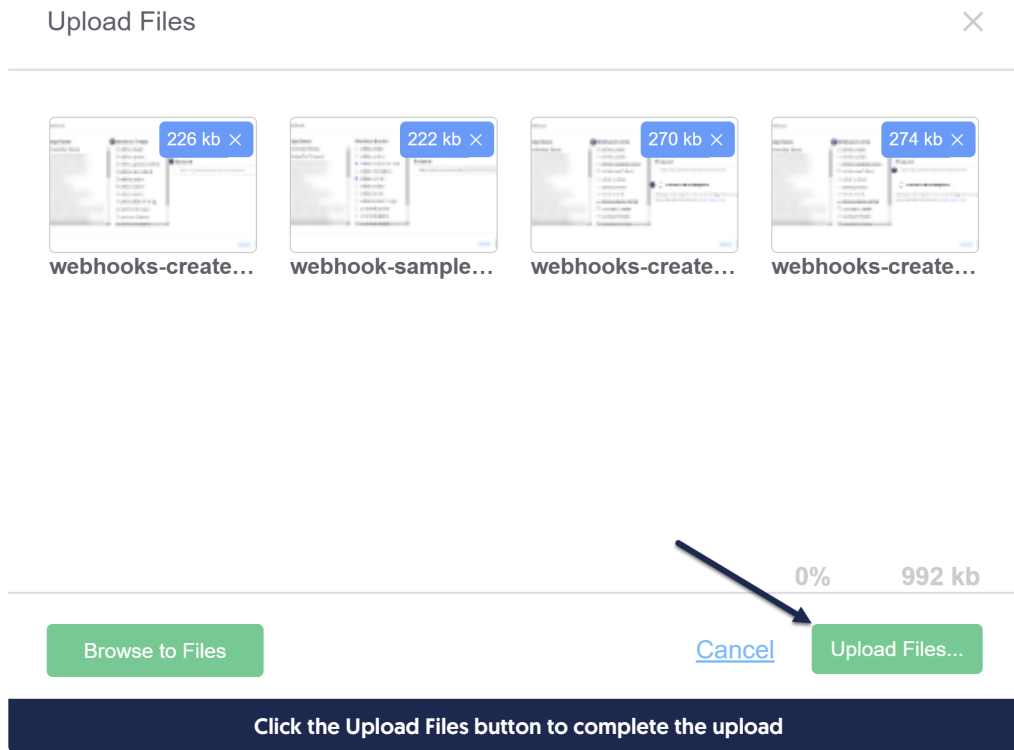 Upload Files
226 kb
222 kb
270 kb
274 kb
webhooks-create...
webhook-sample...
webhooks-create...
webhooks-create...
0%
992 kb
Browse to Files
Cancel
Upload Files...
Click the Upload Files button to complete the upload